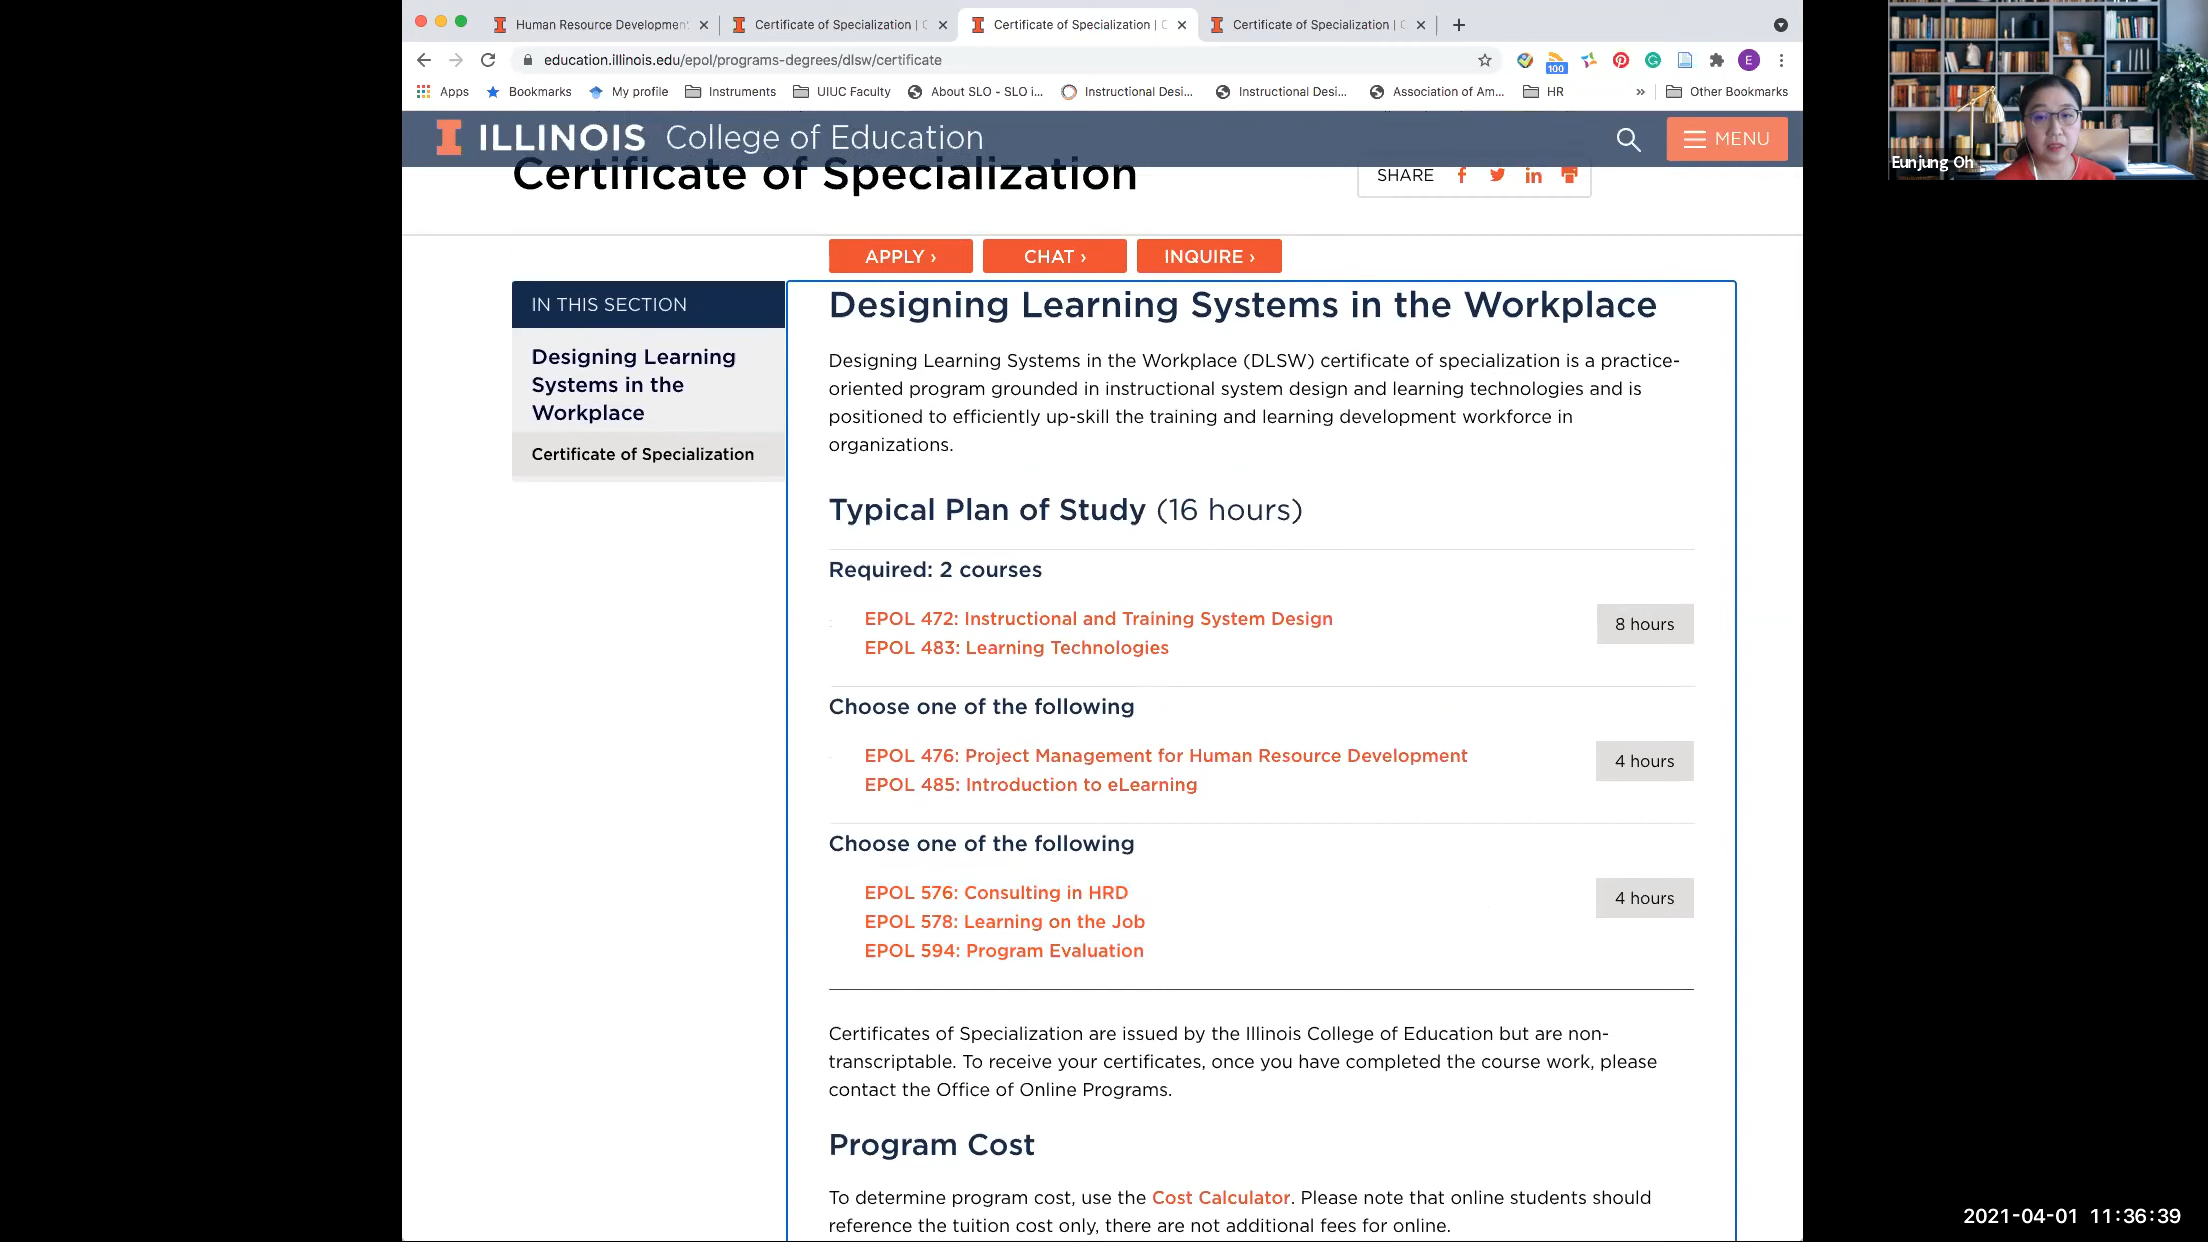 Human Resource Development
Certificate of Specialization | C
Certificate of Specialization | C
Certificate of Specialization | C
education.illinois.edu/epol/programs-degrees/dlsw/certificate
100
E
Apps
Bookmarks
My profile
Instruments
UIUC Faculty
About SLO - SLO i...
Instructional Desi...
Instructional Desi...
Association of Am...
HR
»
Other Bookmarks
ILLINOIS College of Education
MENU
Certificate of Specialization
SHARE
Eunjung Oh
APPLY ›
CHAT ›
INQUIRE ›
IN THIS SECTION
Designing Learning
Systems in the
Workplace
Certificate of Specialization
Designing Learning Systems in the Workplace
Designing Learning Systems in the Workplace (DLSW) certificate of specialization is a practice-
oriented program grounded in instructional system design and learning technologies and is
positioned to efficiently up-skill the training and learning development workforce in
organizations.
Typical Plan of Study (16 hours)
Required: 2 courses
EPOL 472: Instructional and Training System Design
EPOL 483: Learning Technologies
8 hours
Choose one of the following
EPOL 476: Project Management for Human Resource Development
EPOL 485: Introduction to eLearning
4 hours
Choose one of the following
EPOL 576: Consulting in HRD
EPOL 578: Learning on the Job
EPOL 594: Program Evaluation
4 hours
Certificates of Specialization are issued by the Illinois College of Education but are non-
transcriptable. To receive your certificates, once you have completed the course work, please
contact the Office of Online Programs.
Program Cost
To determine program cost, use the Cost Calculator. Please note that online students should
reference the tuition cost only, there are not additional fees for online.
2021-04-01 11:36:39